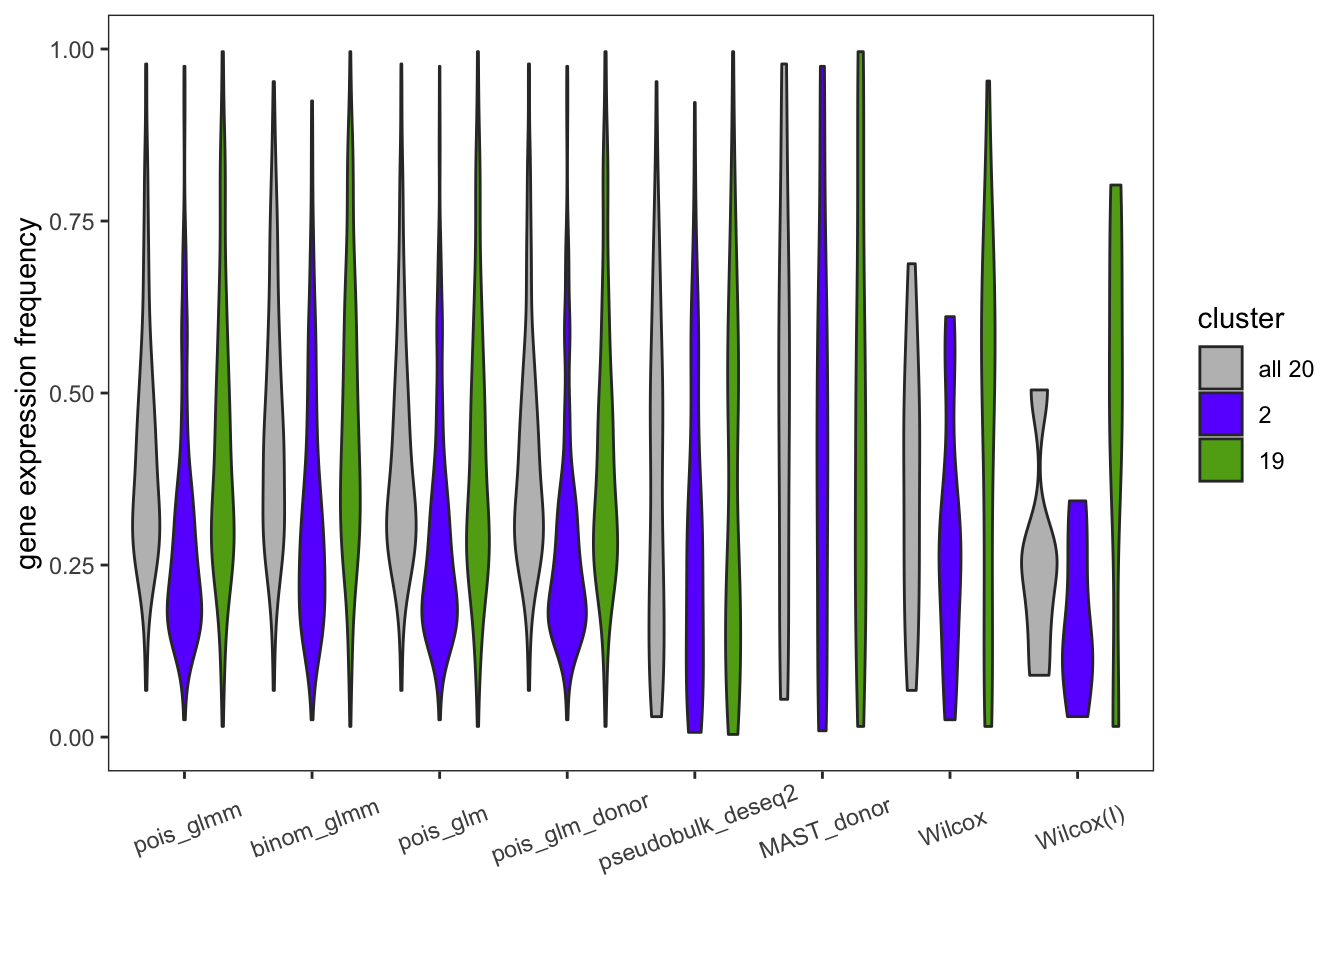 gene expression frequency
1.00
0.75
0.50
0.25
0.00
pois_glmm
binom_glmm
pois_glm
pois_glm_donor
pseudobulk_deseq2
MAST_donor
Wilcox
Wilcox(l)
cluster
all 20
2
19